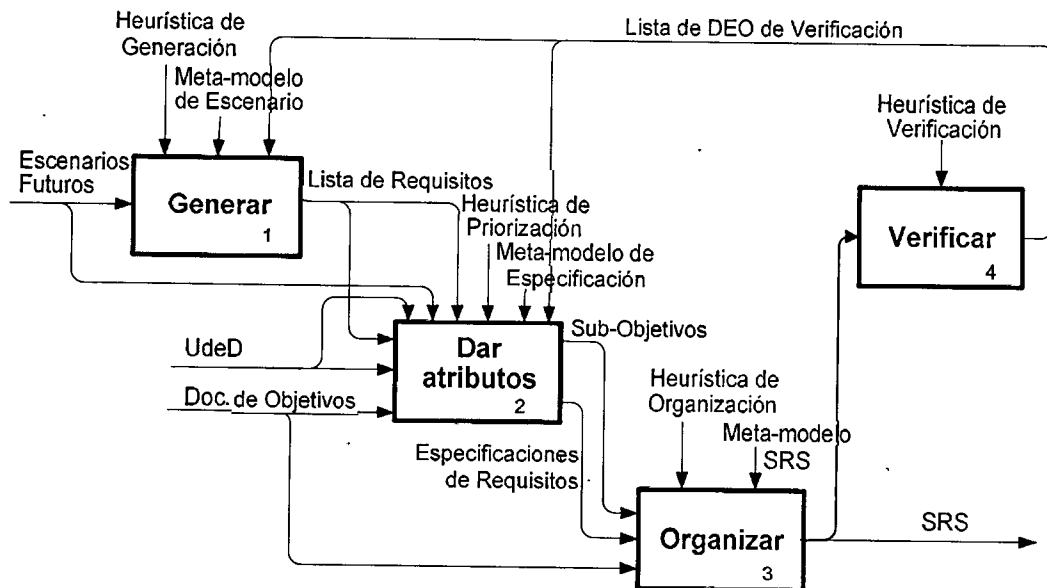 Heurística de
Generación
Lista de DEO de Verificación
Meta-modelo
de Escenario
Heurística de
Verificación
Escenarios
Futuros
Generar
1
Lista de Requisitos
Heurística de
Priorización
Meta-modelo de
Especificación
Verificar
4
UdeD
Dar
atributos
2
Sub-Objetivos
Doc. de Objetivos
Heurística de
Organización
Meta-modelo
SRS
Especificaciones
de Requisitos
Organizar
3
SRS